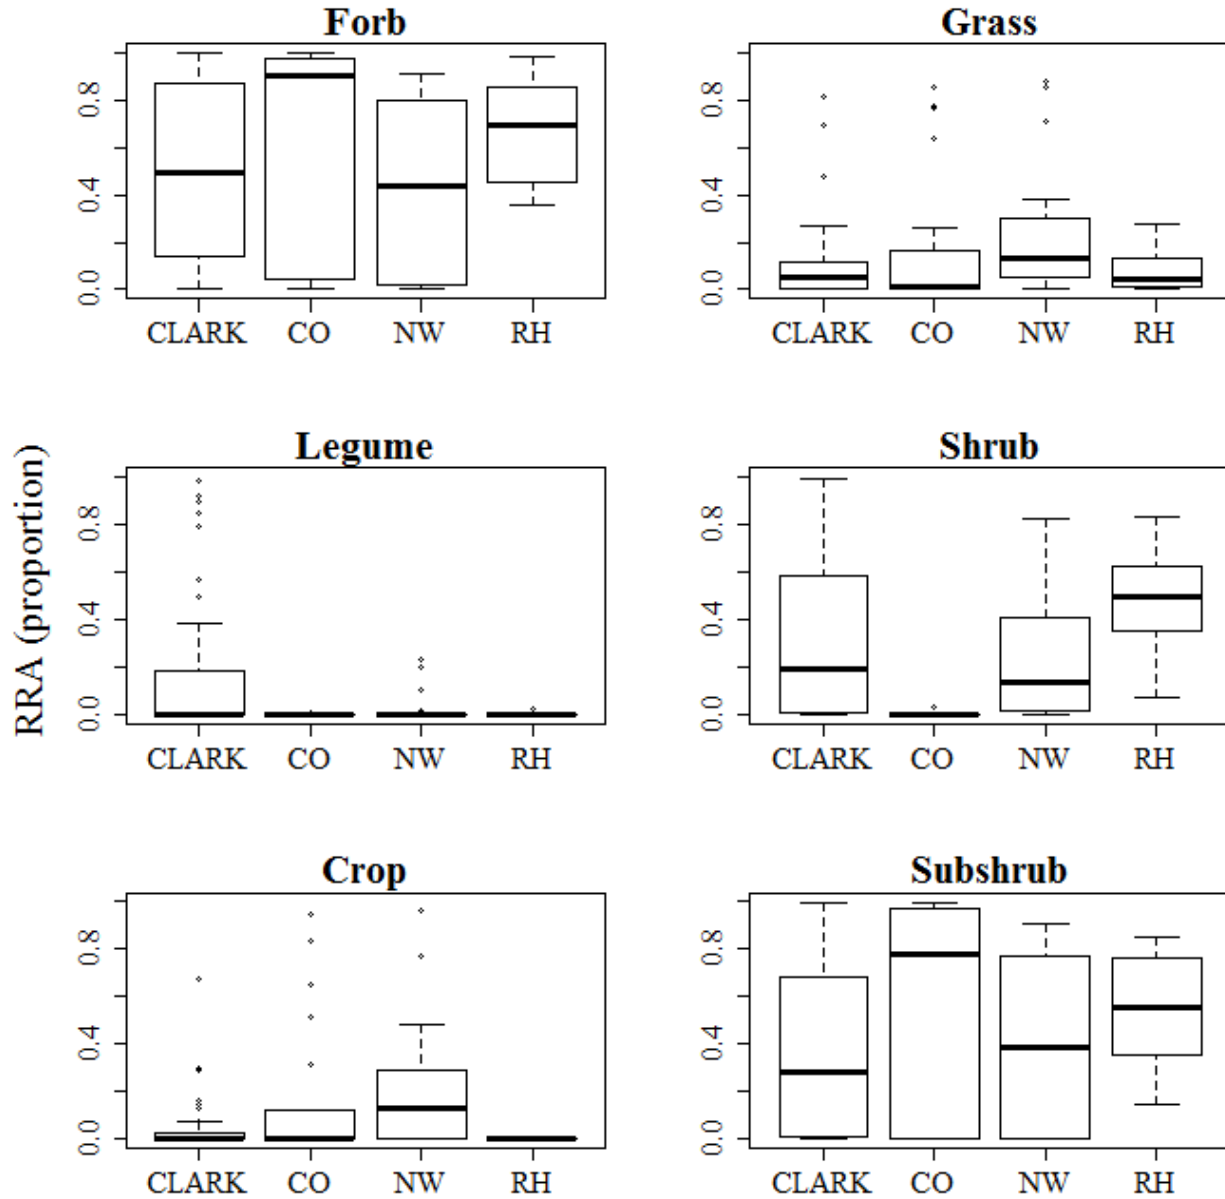 Forb
0.8
0.4
0.0
CLARK CO NW RH
Grass
0.8
0.4
0.0
CLARK CO NW RH
RRA (proportion)
Legume
0.8
0.4
0.0
CLARK CO NW RH
Shrub
0.8
0.4
0.0
CLARK CO NW RH
Crop
0.8
0.4
0.0
CLARK CO NW RH
Subshrub
0.8
0.4
0.0
CLARK CO NW RH